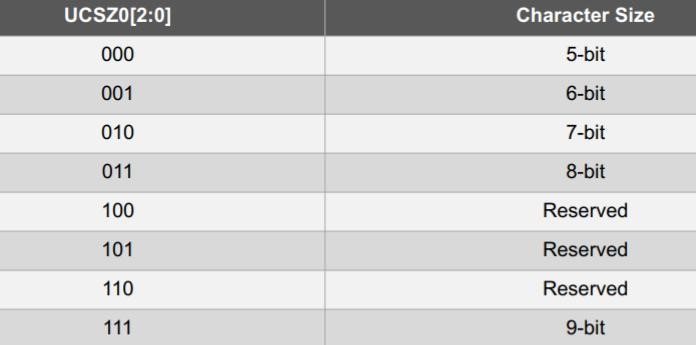 UCSZ0[2:0] Character Size
000 5-bit
001 6-bit
010 7-bit
011 8-bit
100 Reserved
101 Reserved
110 Reserved
111 9-bit